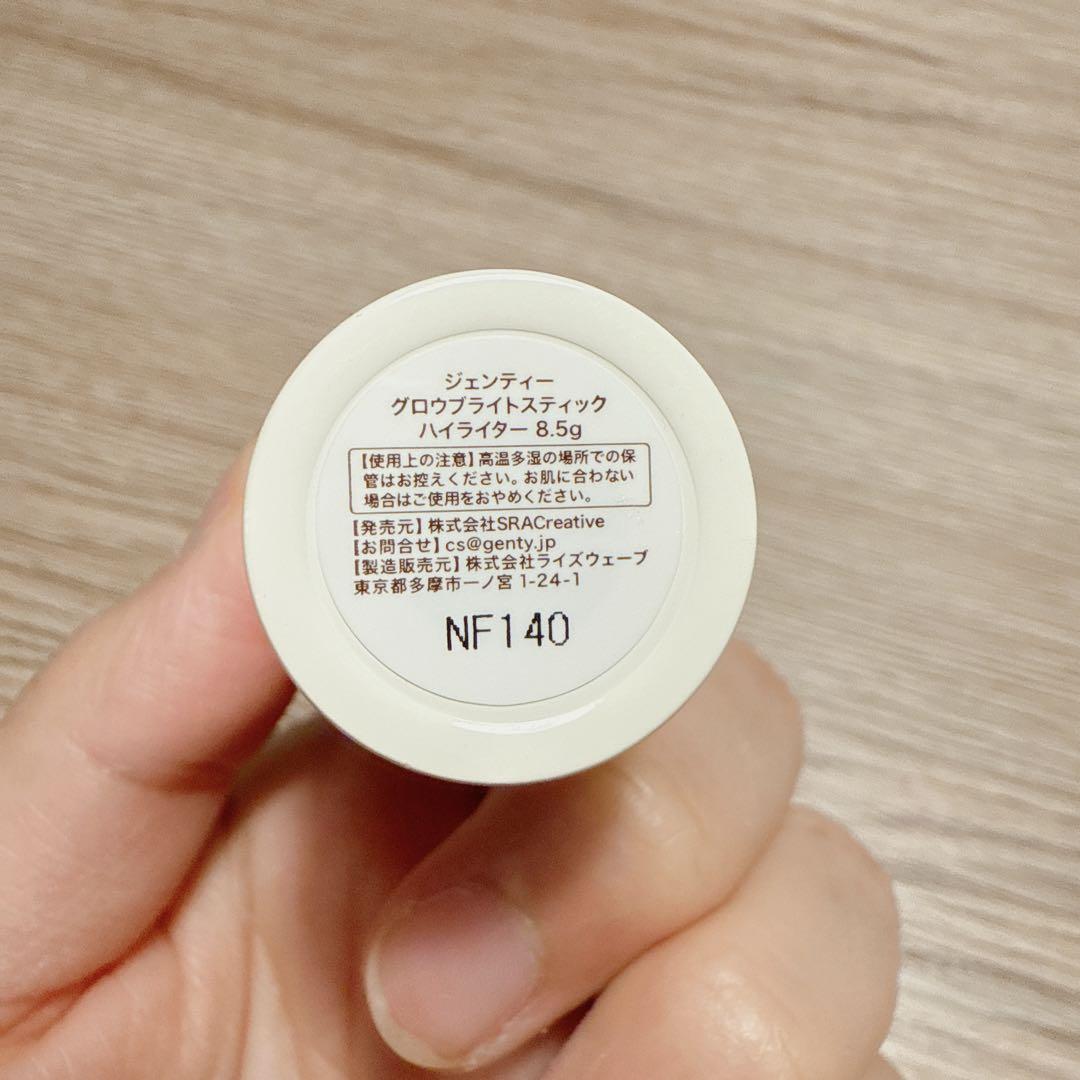 ジェンティー
グロウブライトスティック
ハイライター 8.5g
【使用上の注意】高温多湿の場所での保
管はお控えください。お肌に合わない
場合はご使用をおやめください。
【発売元】株式会社SRACreative
【お問合せ】cs@genty.jp
【製造販売元】株式会社ライズウェーブ
東京都多摩市一ノ宮 1-24-1
NF140